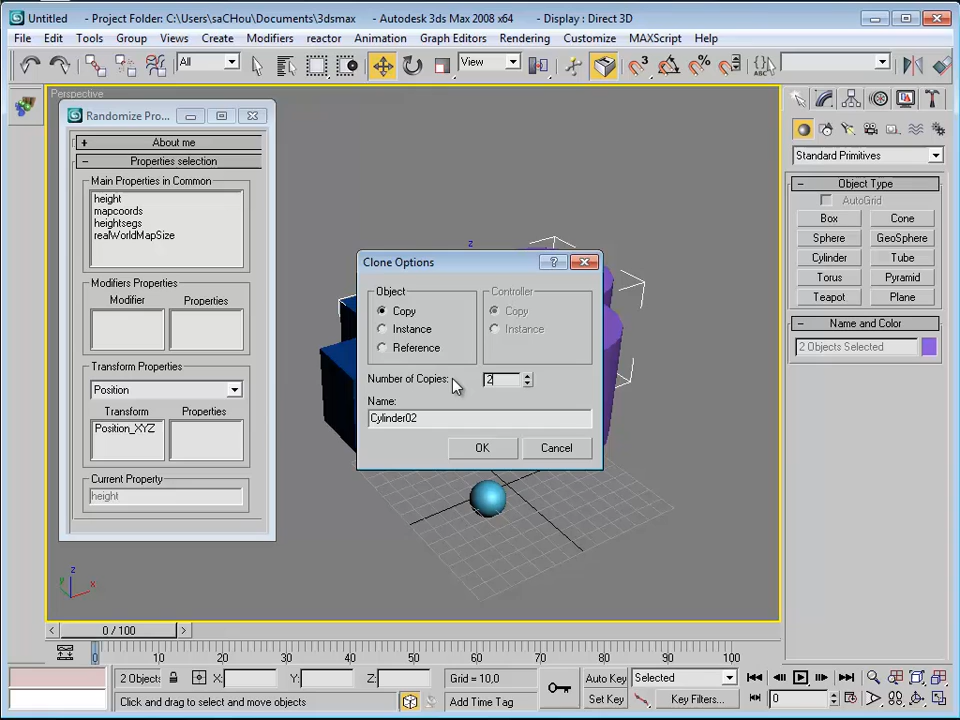 Untitled - Project Folder: C:\Users\saCHou\Documents\3dsmax - Autodesk 3ds Max 2008 x64 - Display : Direct 3D
File Edit Tools Group Views Create Modifiers reactor Animation Graph Editors Rendering Customize MAXScript Help
All View
Perspective
Randomize Pro...
+ About me
- Properties selection
Main Properties in Common
height
mapcoords
heightsegs
realWorldMapSize
Modifiers Properties
Modifier Properties
Transform Properties
Position
Transform Properties
Position_XYZ
Current Property
height
z
Clone Options
Object Controller
Copy Copy
Instance Instance
Reference
Number of Copies: 2
Name:
Cylinder02
OK Cancel
Standard Primitives
- Object Type
AutoGrid
Box Cone
Sphere GeoSphere
Cylinder Tube
Torus Pyramid
Teapot Plane
- Name and Color
2 Objects Selected
z
y x
< 0 / 100 >
0 10 20 30 40 50 60 70 80 90 100
2 Objects X: Y: Z: Grid = 10,0 Auto Key Selected
Click and drag to select and move objects Add Time Tag Set Key Key Filters... 0